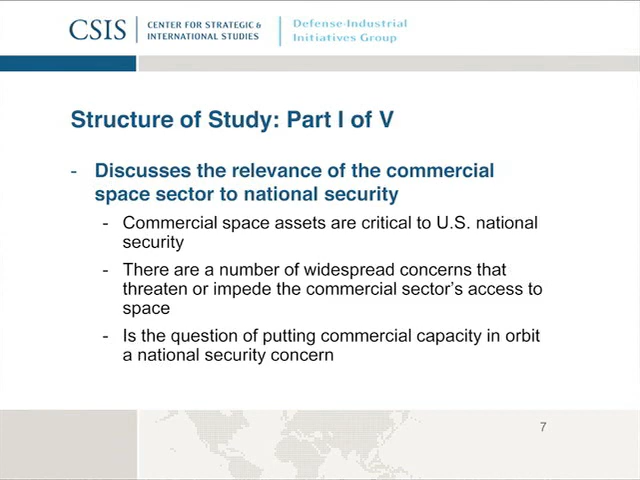 CSIS
CENTER FOR STRATEGIC &
INTERNATIONAL STUDIES
Defense-Industrial
Initiatives Group
Structure of Study: Part I of V
- Discusses the relevance of the commercial
space sector to national security
- Commercial space assets are critical to U.S. national
security
- There are a number of widespread concerns that
threaten or impede the commercial sector's access to
space
- Is the question of putting commercial capacity in orbit
a national security concern
7